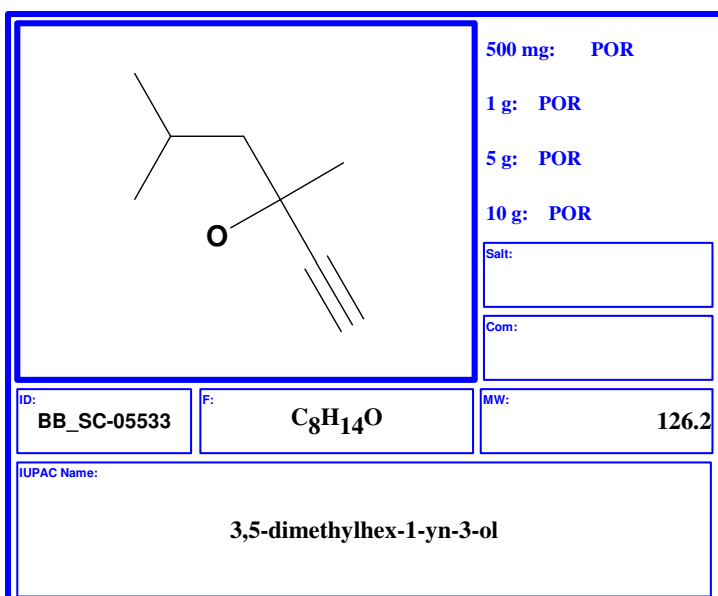 500 mg: POR
1 g: POR
5 g: POR
10 g: POR
O
Salt:
Com:
ID:
BB_SC-05533
F:
C8H14O
MW:
126.2
IUPAC Name:
3,5-dimethylhex-1-yn-3-ol